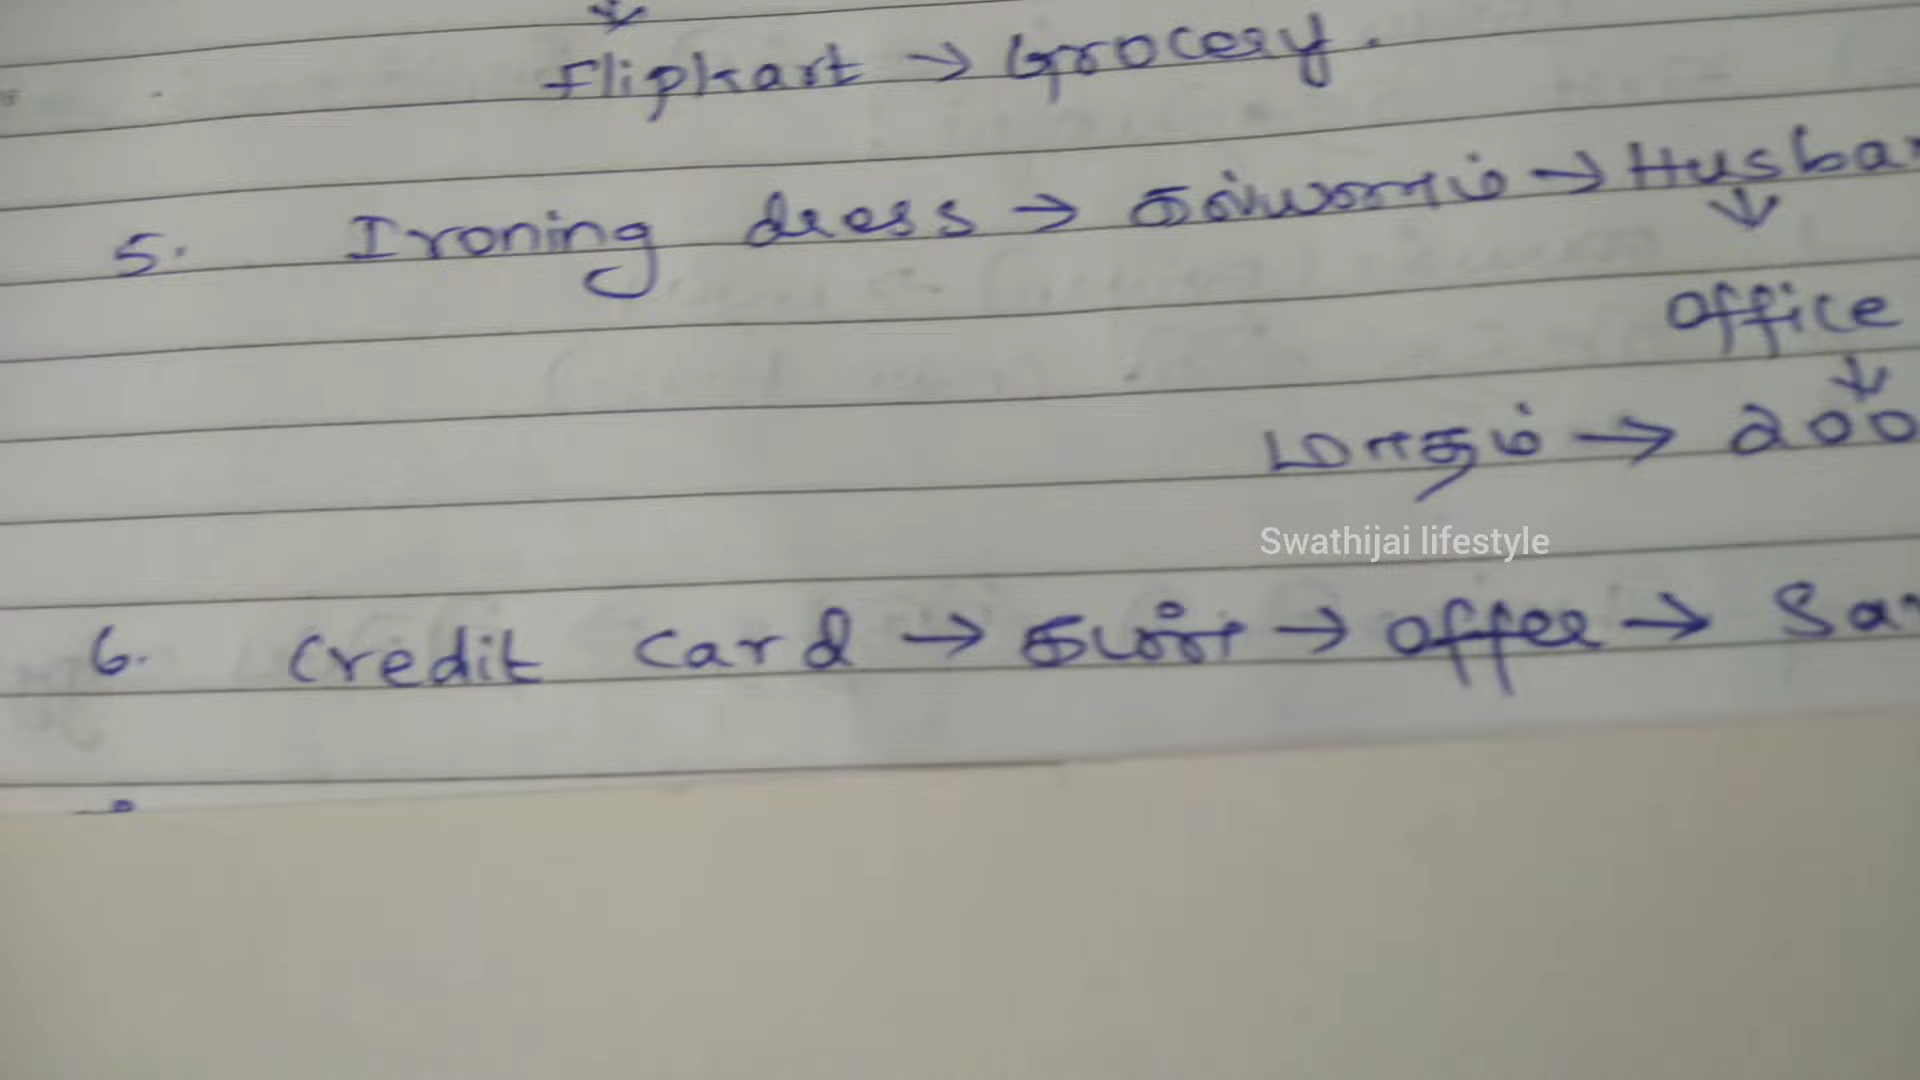 ↓
Flipkart → Grocery.
5. Ironing dress → கல்யாணம் → Husba
↓
office
↓
மாதம் → 200
Swathijai lifestyle
6. Credit Card → → offer → Sa